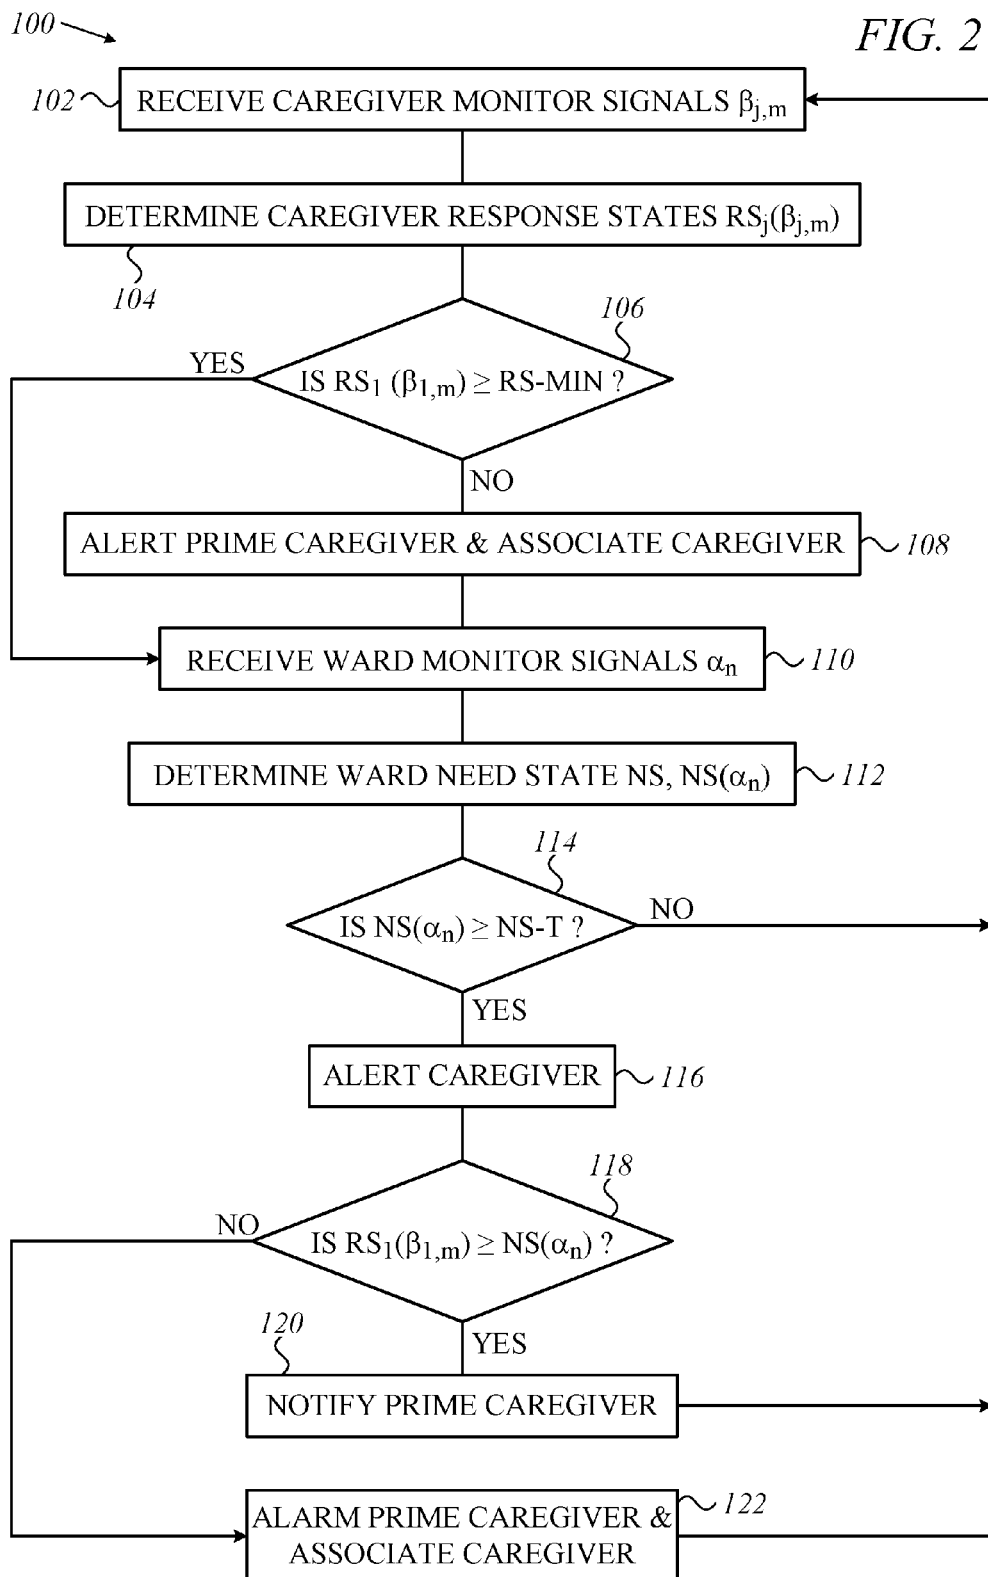 100
FIG. 2
102
RECEIVE CAREGIVER MONITOR SIGNALS βj,m
DETERMINE CAREGIVER RESPONSE STATES RSj(βj,m)
104
106
YES
IS RS1 (β1,m) ≥ RS-MIN ?
NO
ALERT PRIME CAREGIVER & ASSOCIATE CAREGIVER
108
RECEIVE WARD MONITOR SIGNALS αn
110
DETERMINE WARD NEED STATE NS, NS(αn)
112
114
IS NS(αn) ≥ NS-T ?
NO
YES
ALERT CAREGIVER
116
118
NO
IS RS1(β1,m) ≥ NS(αn) ?
YES
120
NOTIFY PRIME CAREGIVER
122
ALARM PRIME CAREGIVER &
ASSOCIATE CAREGIVER